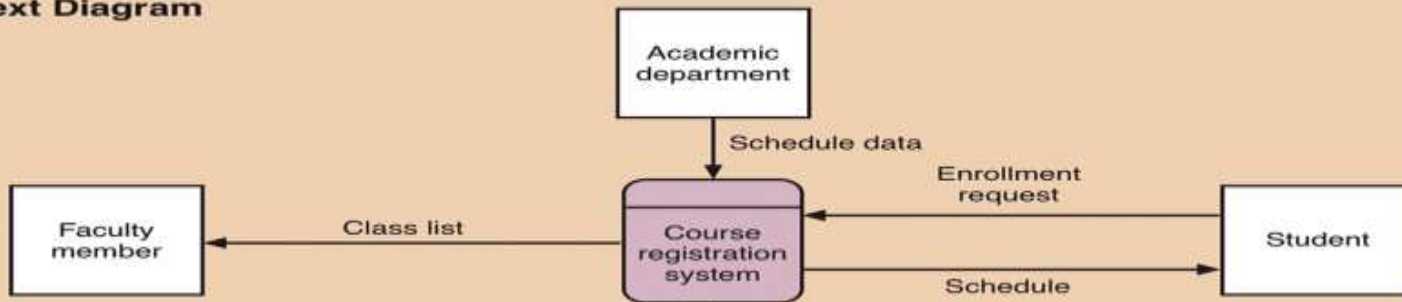 ext Diagram
Academic
department
Schedule data
Enrollment
request
Faculty
member
Class list
Course
registration
system
Student
Schedule